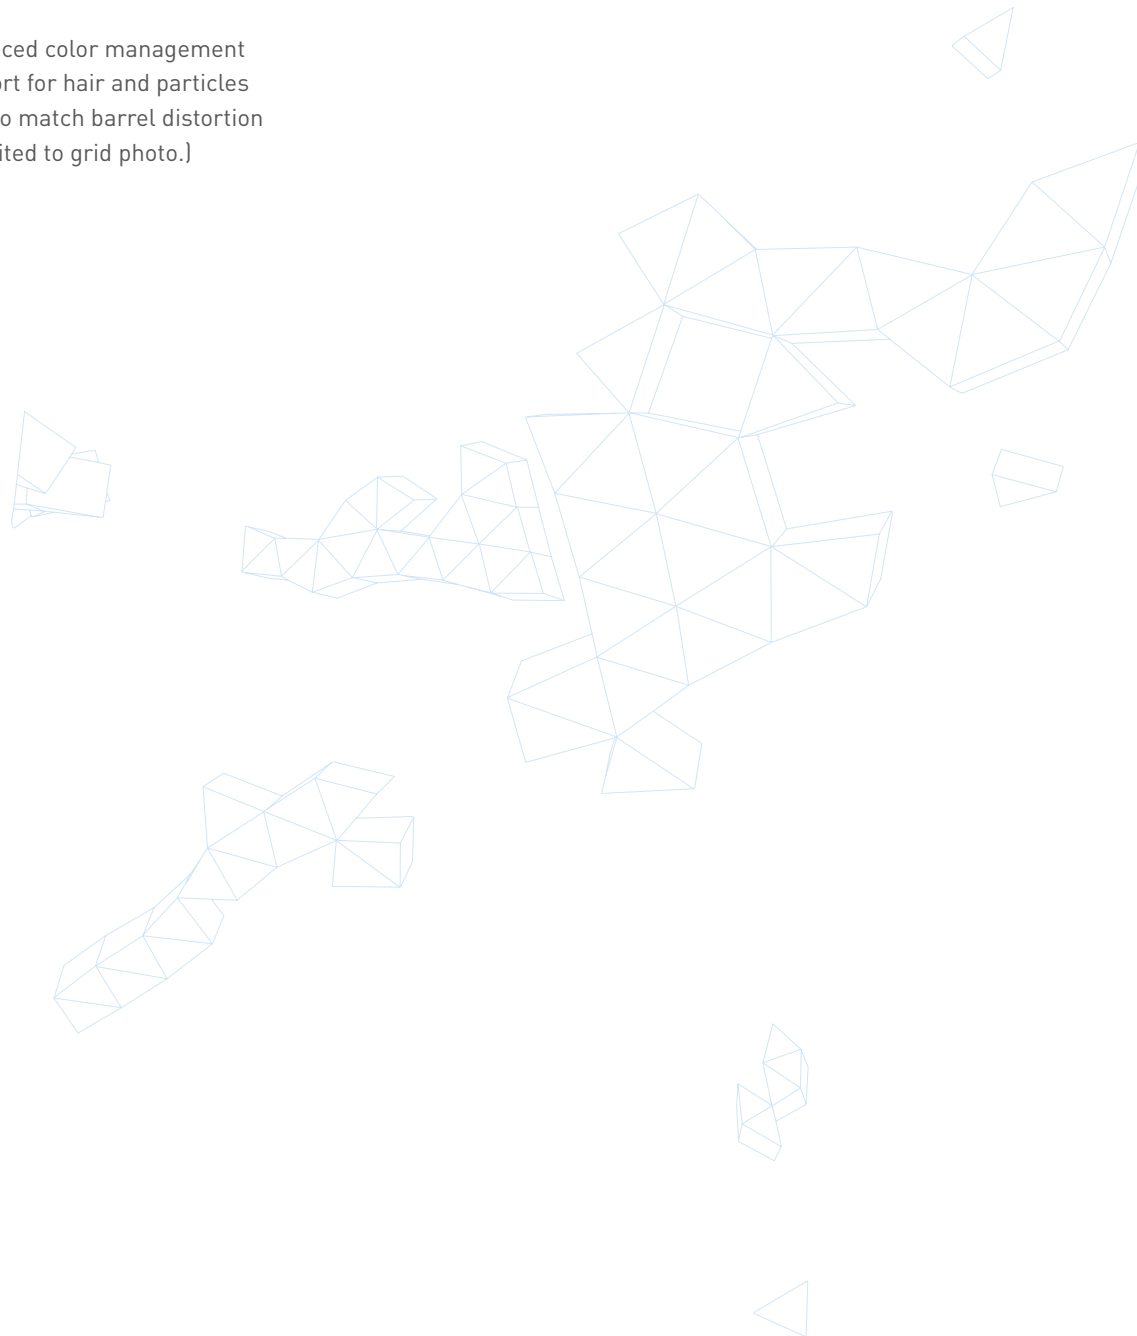 ced color management
rt for hair and particles
o match barrel distortion
ited to grid photo.)